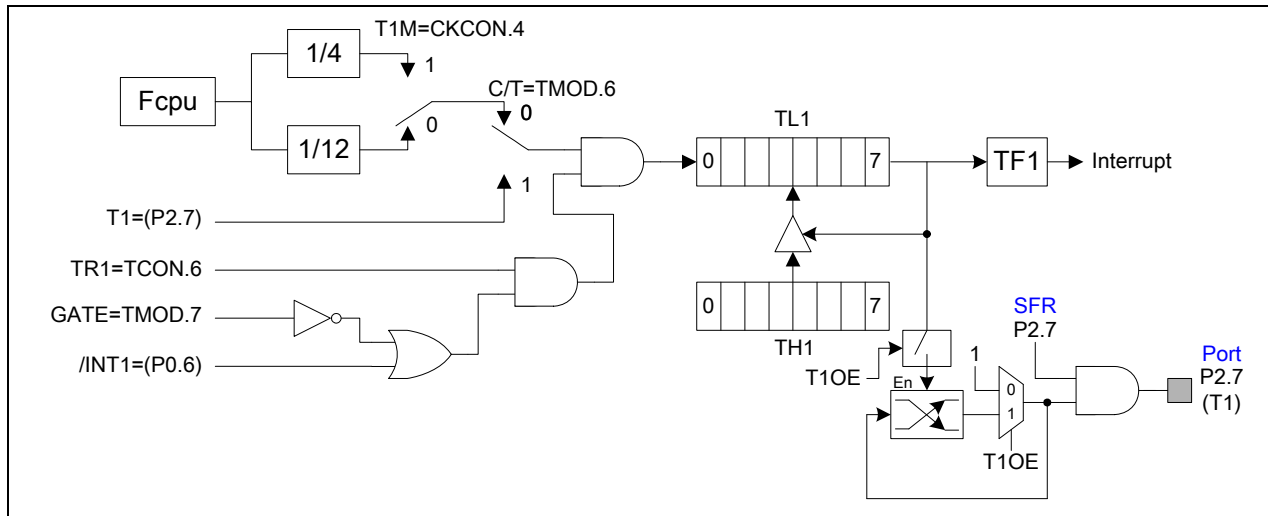 T1M=CKCON.4
1/4
1
Fcpu
C/T=TMOD.6
0
0
1/12
TL1
0
7
TF1
Interrupt
1
T1=(P2.7)
TR1=TCON.6
GATE=TMOD.7
/INT1=(P0.6)
0
7
TH1
SFR
P2.7
Port
P2.7
(T1)
T1OE
1
En
0
1
T1OE